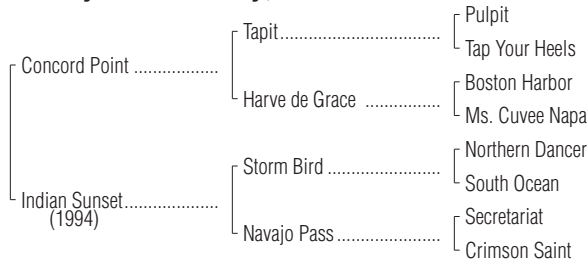 Pulpit
Tapit
Tap Your Heels
Concord Point
Boston Harbor
Harve de Grace
Ms. Cuvee Napa
Northern Dancer
Storm Bird
South Ocean
Indian Sunset
(1994)
Secretariat
Navajo Pass
Crimson Saint